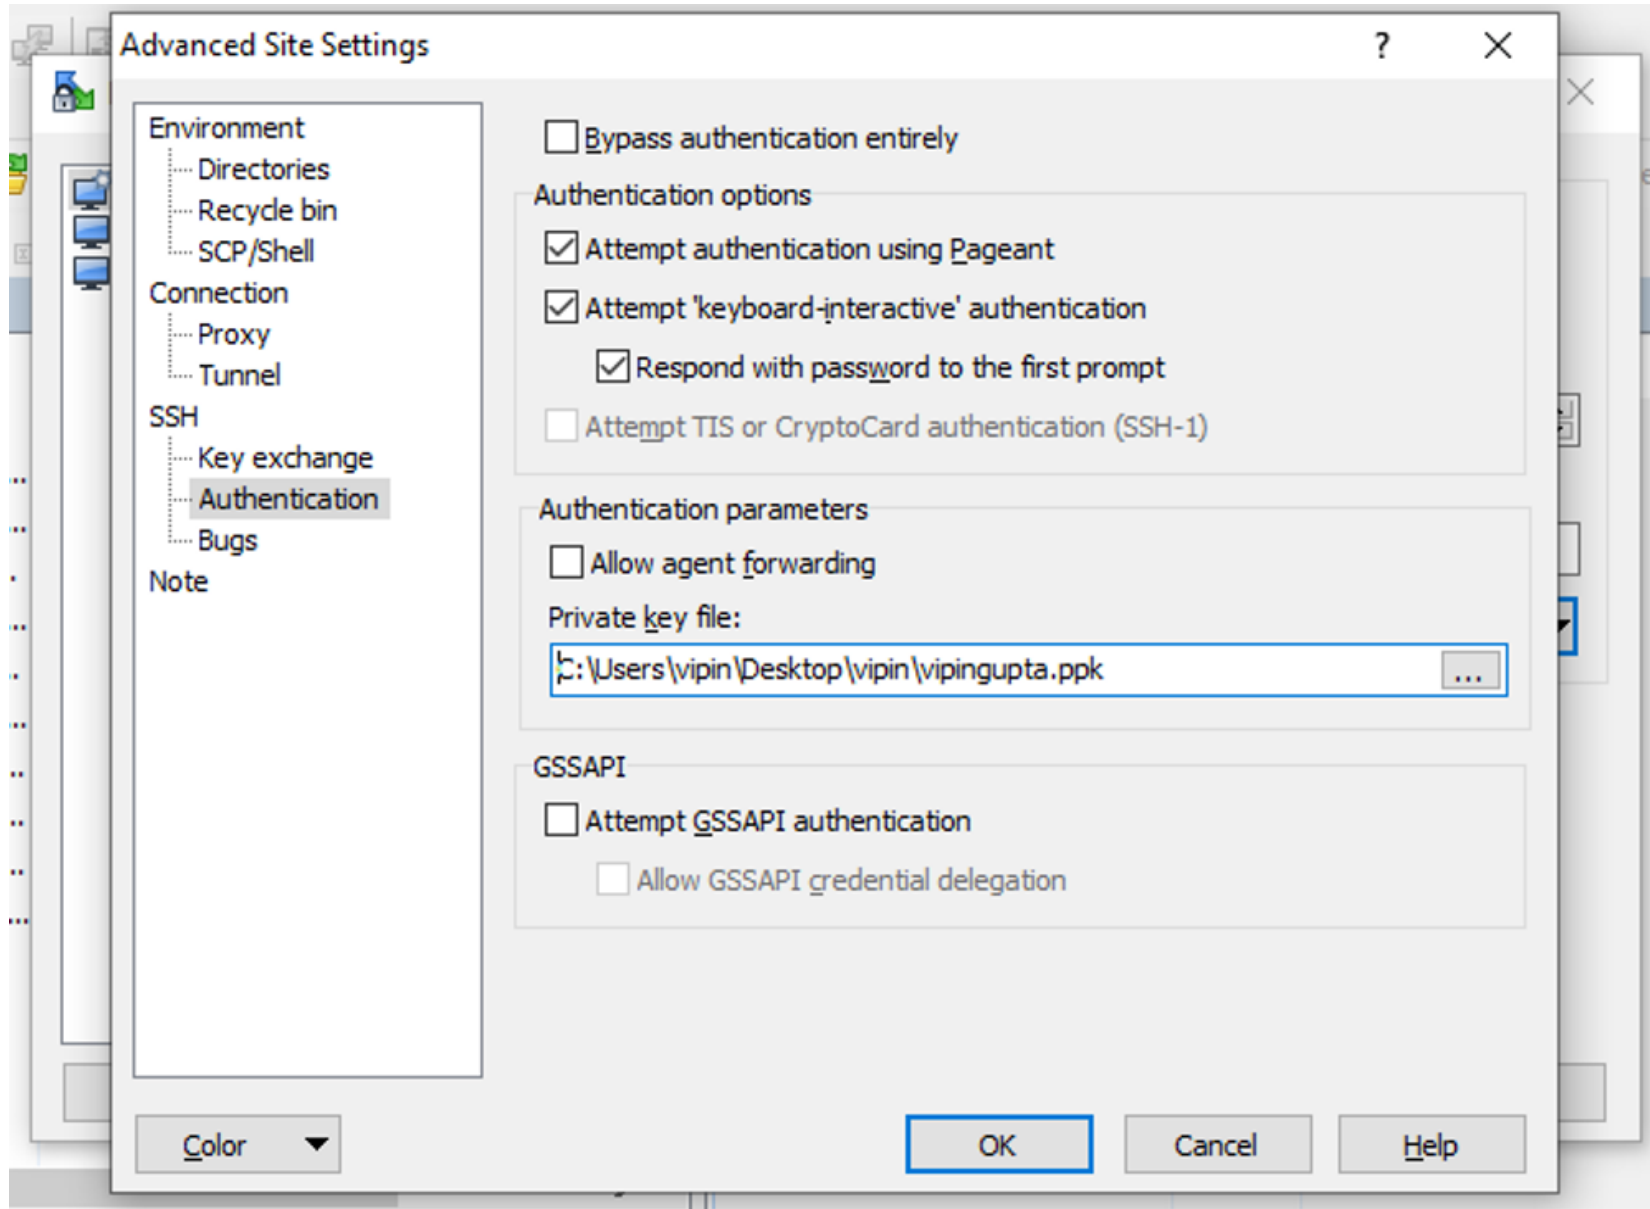 Advanced Site Settings
?
Environment
Directories
Recycle bin
SCP/Shell
Connection
Proxy
Tunnel
SSH
Key exchange
Authentication
Bugs
Note
Bypass authentication entirely
Authentication options
Attempt authentication using Pageant
Attempt 'keyboard-interactive' authentication
Respond with password to the first prompt
Attempt TIS or CryptoCard authentication (SSH-1)
Authentication parameters
Allow agent forwarding
Private key file:
C:\Users\vipin\Desktop\vipin\vipingupta.ppk
...
GSSAPI
Attempt GSSAPI authentication
Allow GSSAPI credential delegation
Color
OK
Cancel
Help